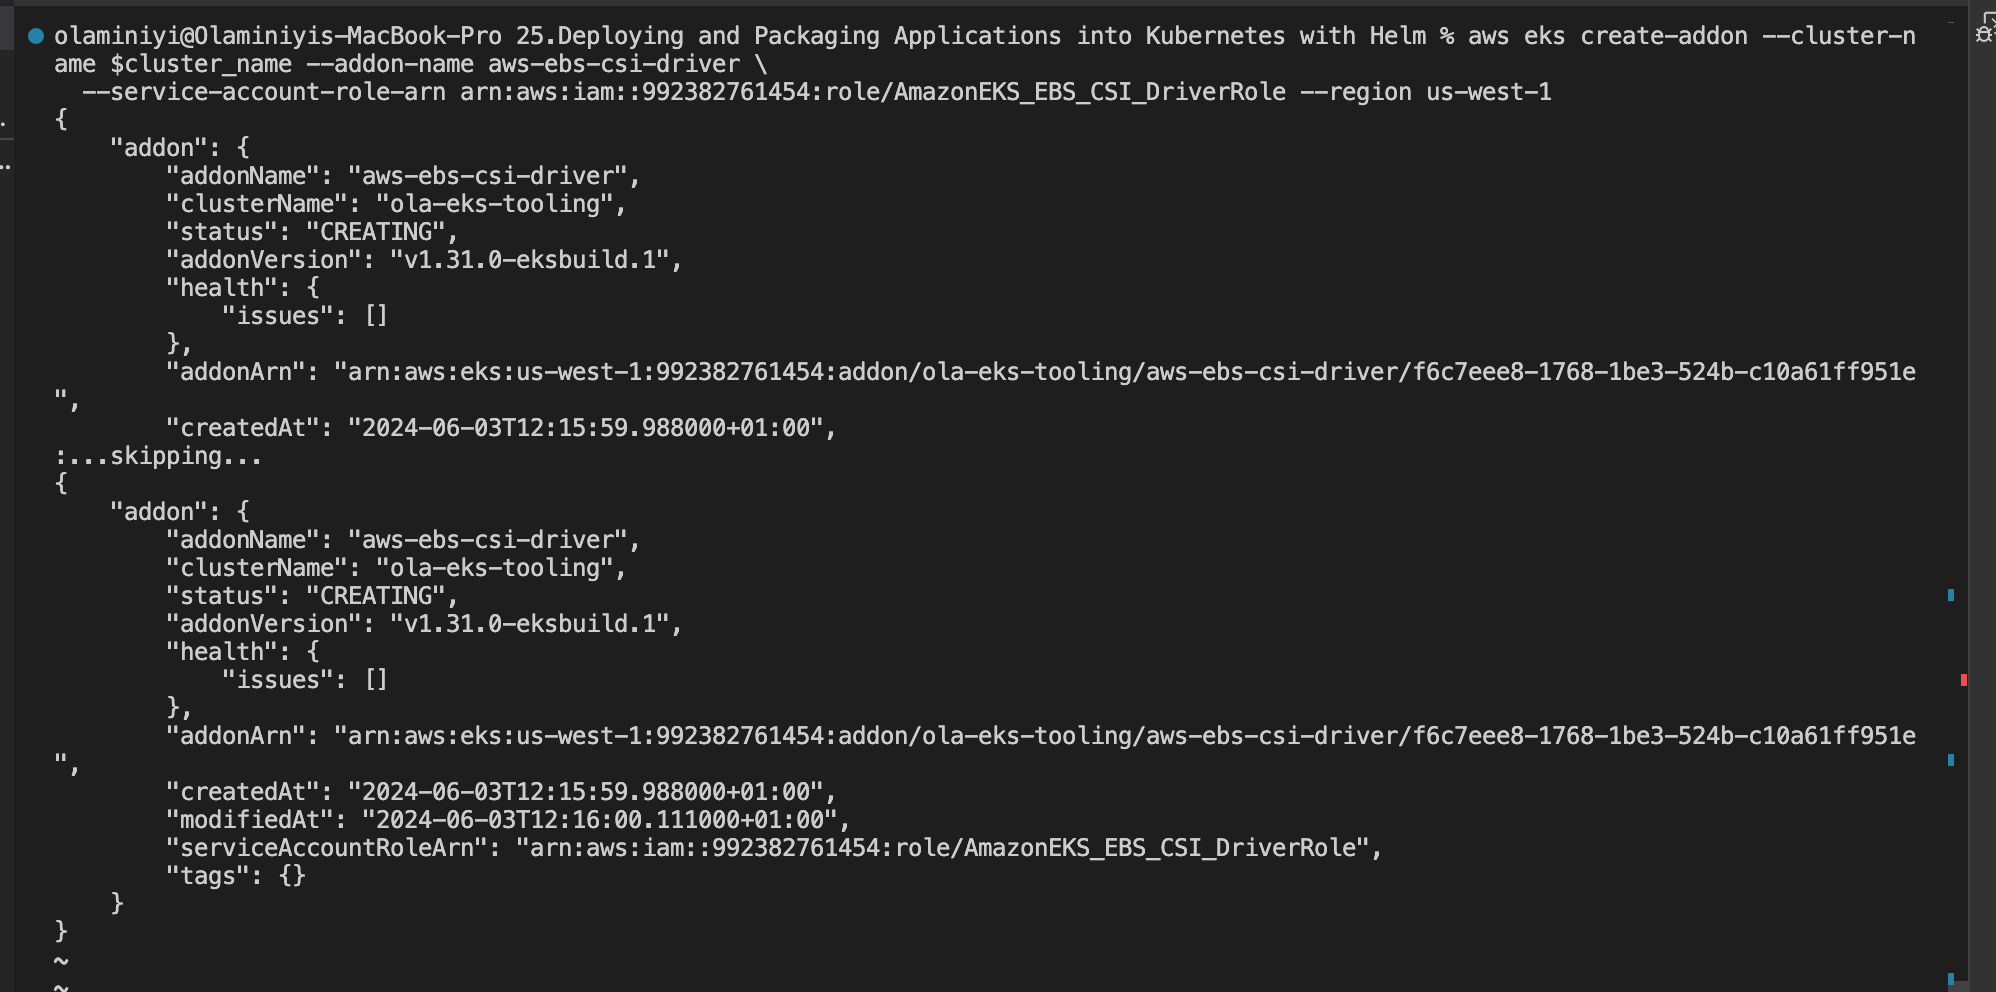 olaminiyi@Olaminiyis-MacBook-Pro 25.Deploying and Packaging Applications into Kubernetes with Helm % aws eks create-addon --cluster-n
ame $cluster_name --addon-name aws-ebs-csi-driver \
  --service-account-role-arn arn:aws:iam::992382761454:role/AmazonEKS_EBS_CSI_DriverRole --region us-west-1
{
    "addon": {
        "addonName": "aws-ebs-csi-driver",
        "clusterName": "ola-eks-tooling",
        "status": "CREATING",
        "addonVersion": "v1.31.0-eksbuild.1",
        "health": {
            "issues": []
        },
        "addonArn": "arn:aws:eks:us-west-1:992382761454:addon/ola-eks-tooling/aws-ebs-csi-driver/f6c7eee8-1768-1be3-524b-c10a61ff951e
",
        "createdAt": "2024-06-03T12:15:59.988000+01:00",
:...skipping...
{
    "addon": {
        "addonName": "aws-ebs-csi-driver",
        "clusterName": "ola-eks-tooling",
        "status": "CREATING",
        "addonVersion": "v1.31.0-eksbuild.1",
        "health": {
            "issues": []
        },
        "addonArn": "arn:aws:eks:us-west-1:992382761454:addon/ola-eks-tooling/aws-ebs-csi-driver/f6c7eee8-1768-1be3-524b-c10a61ff951e
",
        "createdAt": "2024-06-03T12:15:59.988000+01:00",
        "modifiedAt": "2024-06-03T12:16:00.111000+01:00",
        "serviceAccountRoleArn": "arn:aws:iam::992382761454:role/AmazonEKS_EBS_CSI_DriverRole",
        "tags": {}
    }
}
~
~